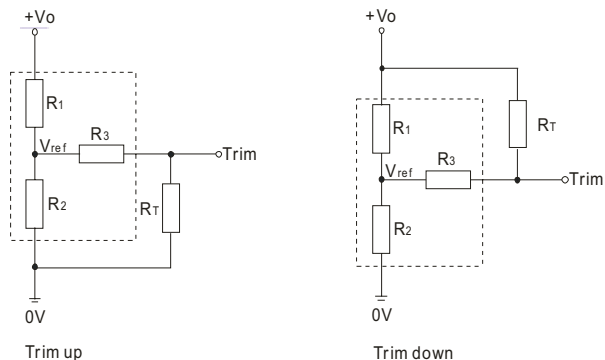 +Vo
R1
R3
Vref
Trim
R2
RT
0V
Trim up
+Vo
R1
RT
R3
Vref
Trim
R2
0V
Trim down